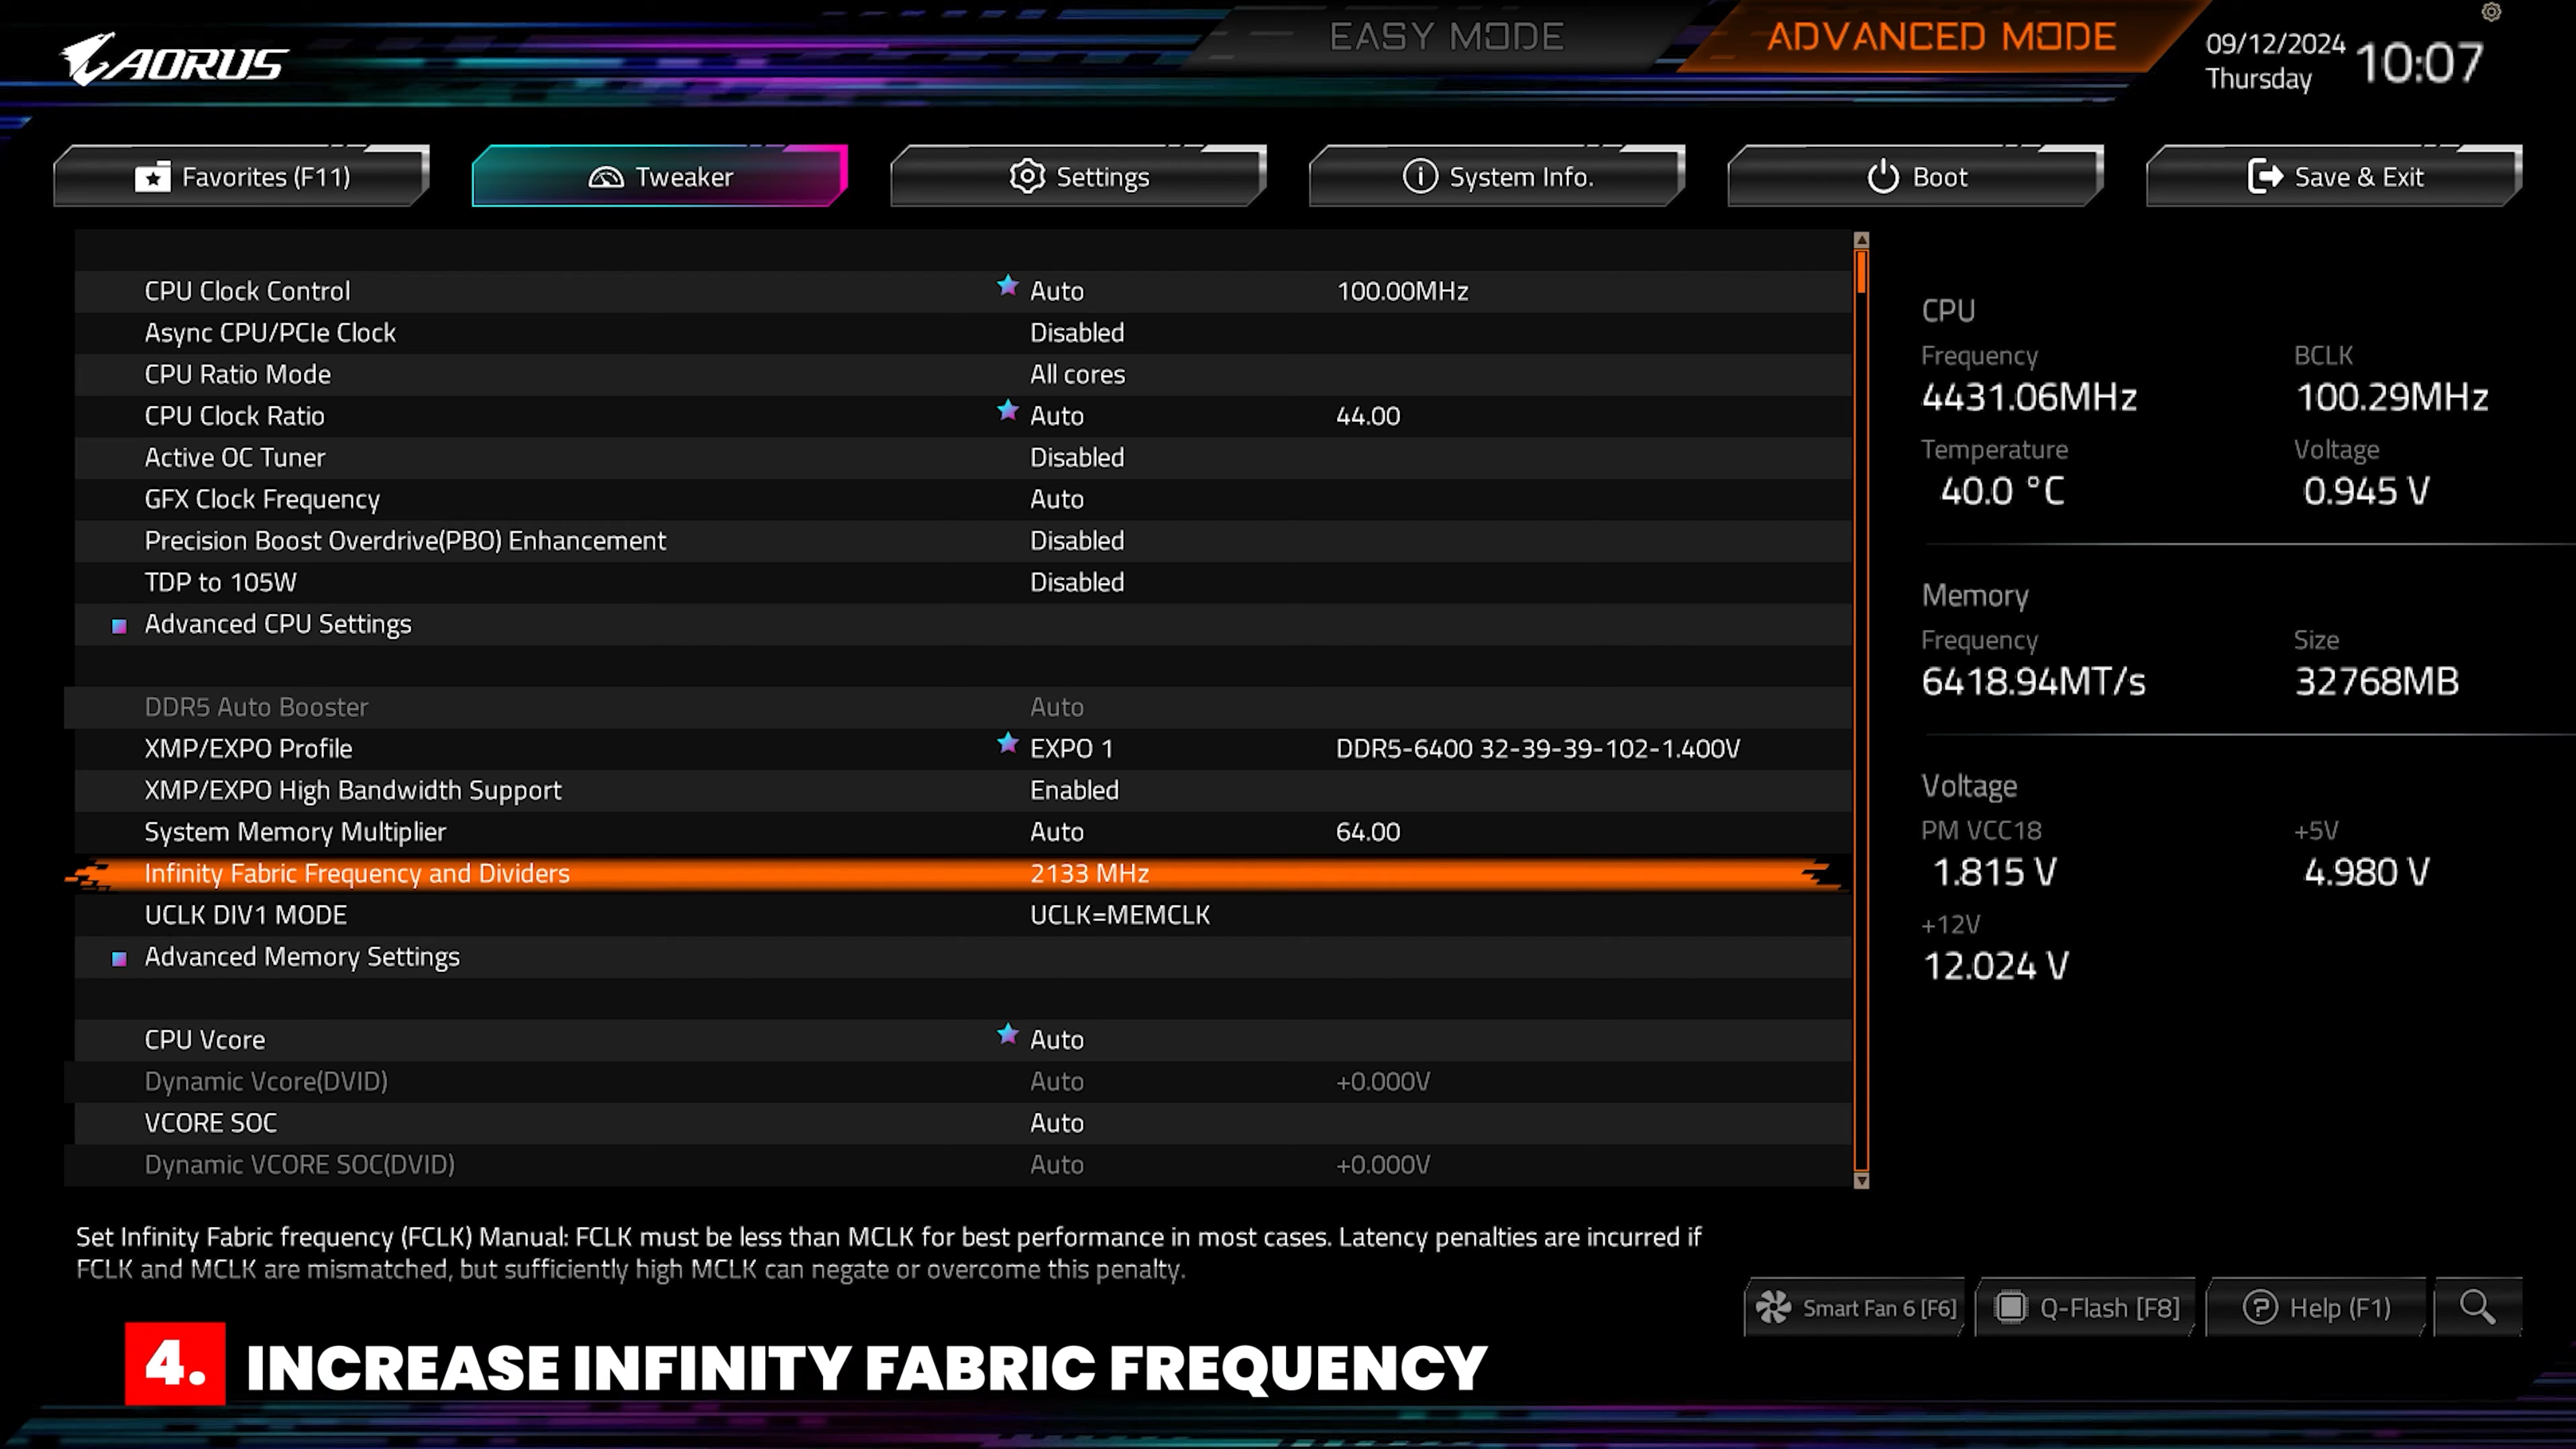 AORUS
EASY MODE
ADVANCED MODE
09/12/2024
Thursday
10:07
Favorites (F11)
Tweaker
Settings
System Info.
Boot
Save & Exit
CPU Clock Control Auto 100.00MHz
Async CPU/PCIe Clock Disabled
CPU Ratio Mode All cores
CPU Clock Ratio Auto 44.00
Active OC Tuner Disabled
GFX Clock Frequency Auto
Precision Boost Overdrive(PBO) Enhancement Disabled
TDP to 105W Disabled
Advanced CPU Settings
DDR5 Auto Booster Auto
XMP/EXPO Profile EXPO 1 DDR5-6400 32-39-39-102-1.400V
XMP/EXPO High Bandwidth Support Enabled
System Memory Multiplier Auto 64.00
Infinity Fabric Frequency and Dividers 2133 MHz
UCLK DIV1 MODE UCLK=MEMCLK
Advanced Memory Settings
CPU Vcore Auto
Dynamic Vcore(DVID) Auto +0.000V
VCORE SOC Auto
Dynamic VCORE SOC(DVID) Auto +0.000V
CPU
Frequency BCLK
4431.06MHz 100.29MHz
Temperature Voltage
40.0 °C 0.945 V
Memory
Frequency Size
6418.94MT/s 32768MB
Voltage
PM VCC18 +5V
1.815 V 4.980 V
+12V
12.024 V
Set Infinity Fabric frequency (FCLK) Manual: FCLK must be less than MCLK for best performance in most cases. Latency penalties are incurred if
FCLK and MCLK are mismatched, but sufficiently high MCLK can negate or overcome this penalty.
Smart Fan 6 [F6]
Q-Flash [F8]
Help (F1)
4. INCREASE INFINITY FABRIC FREQUENCY